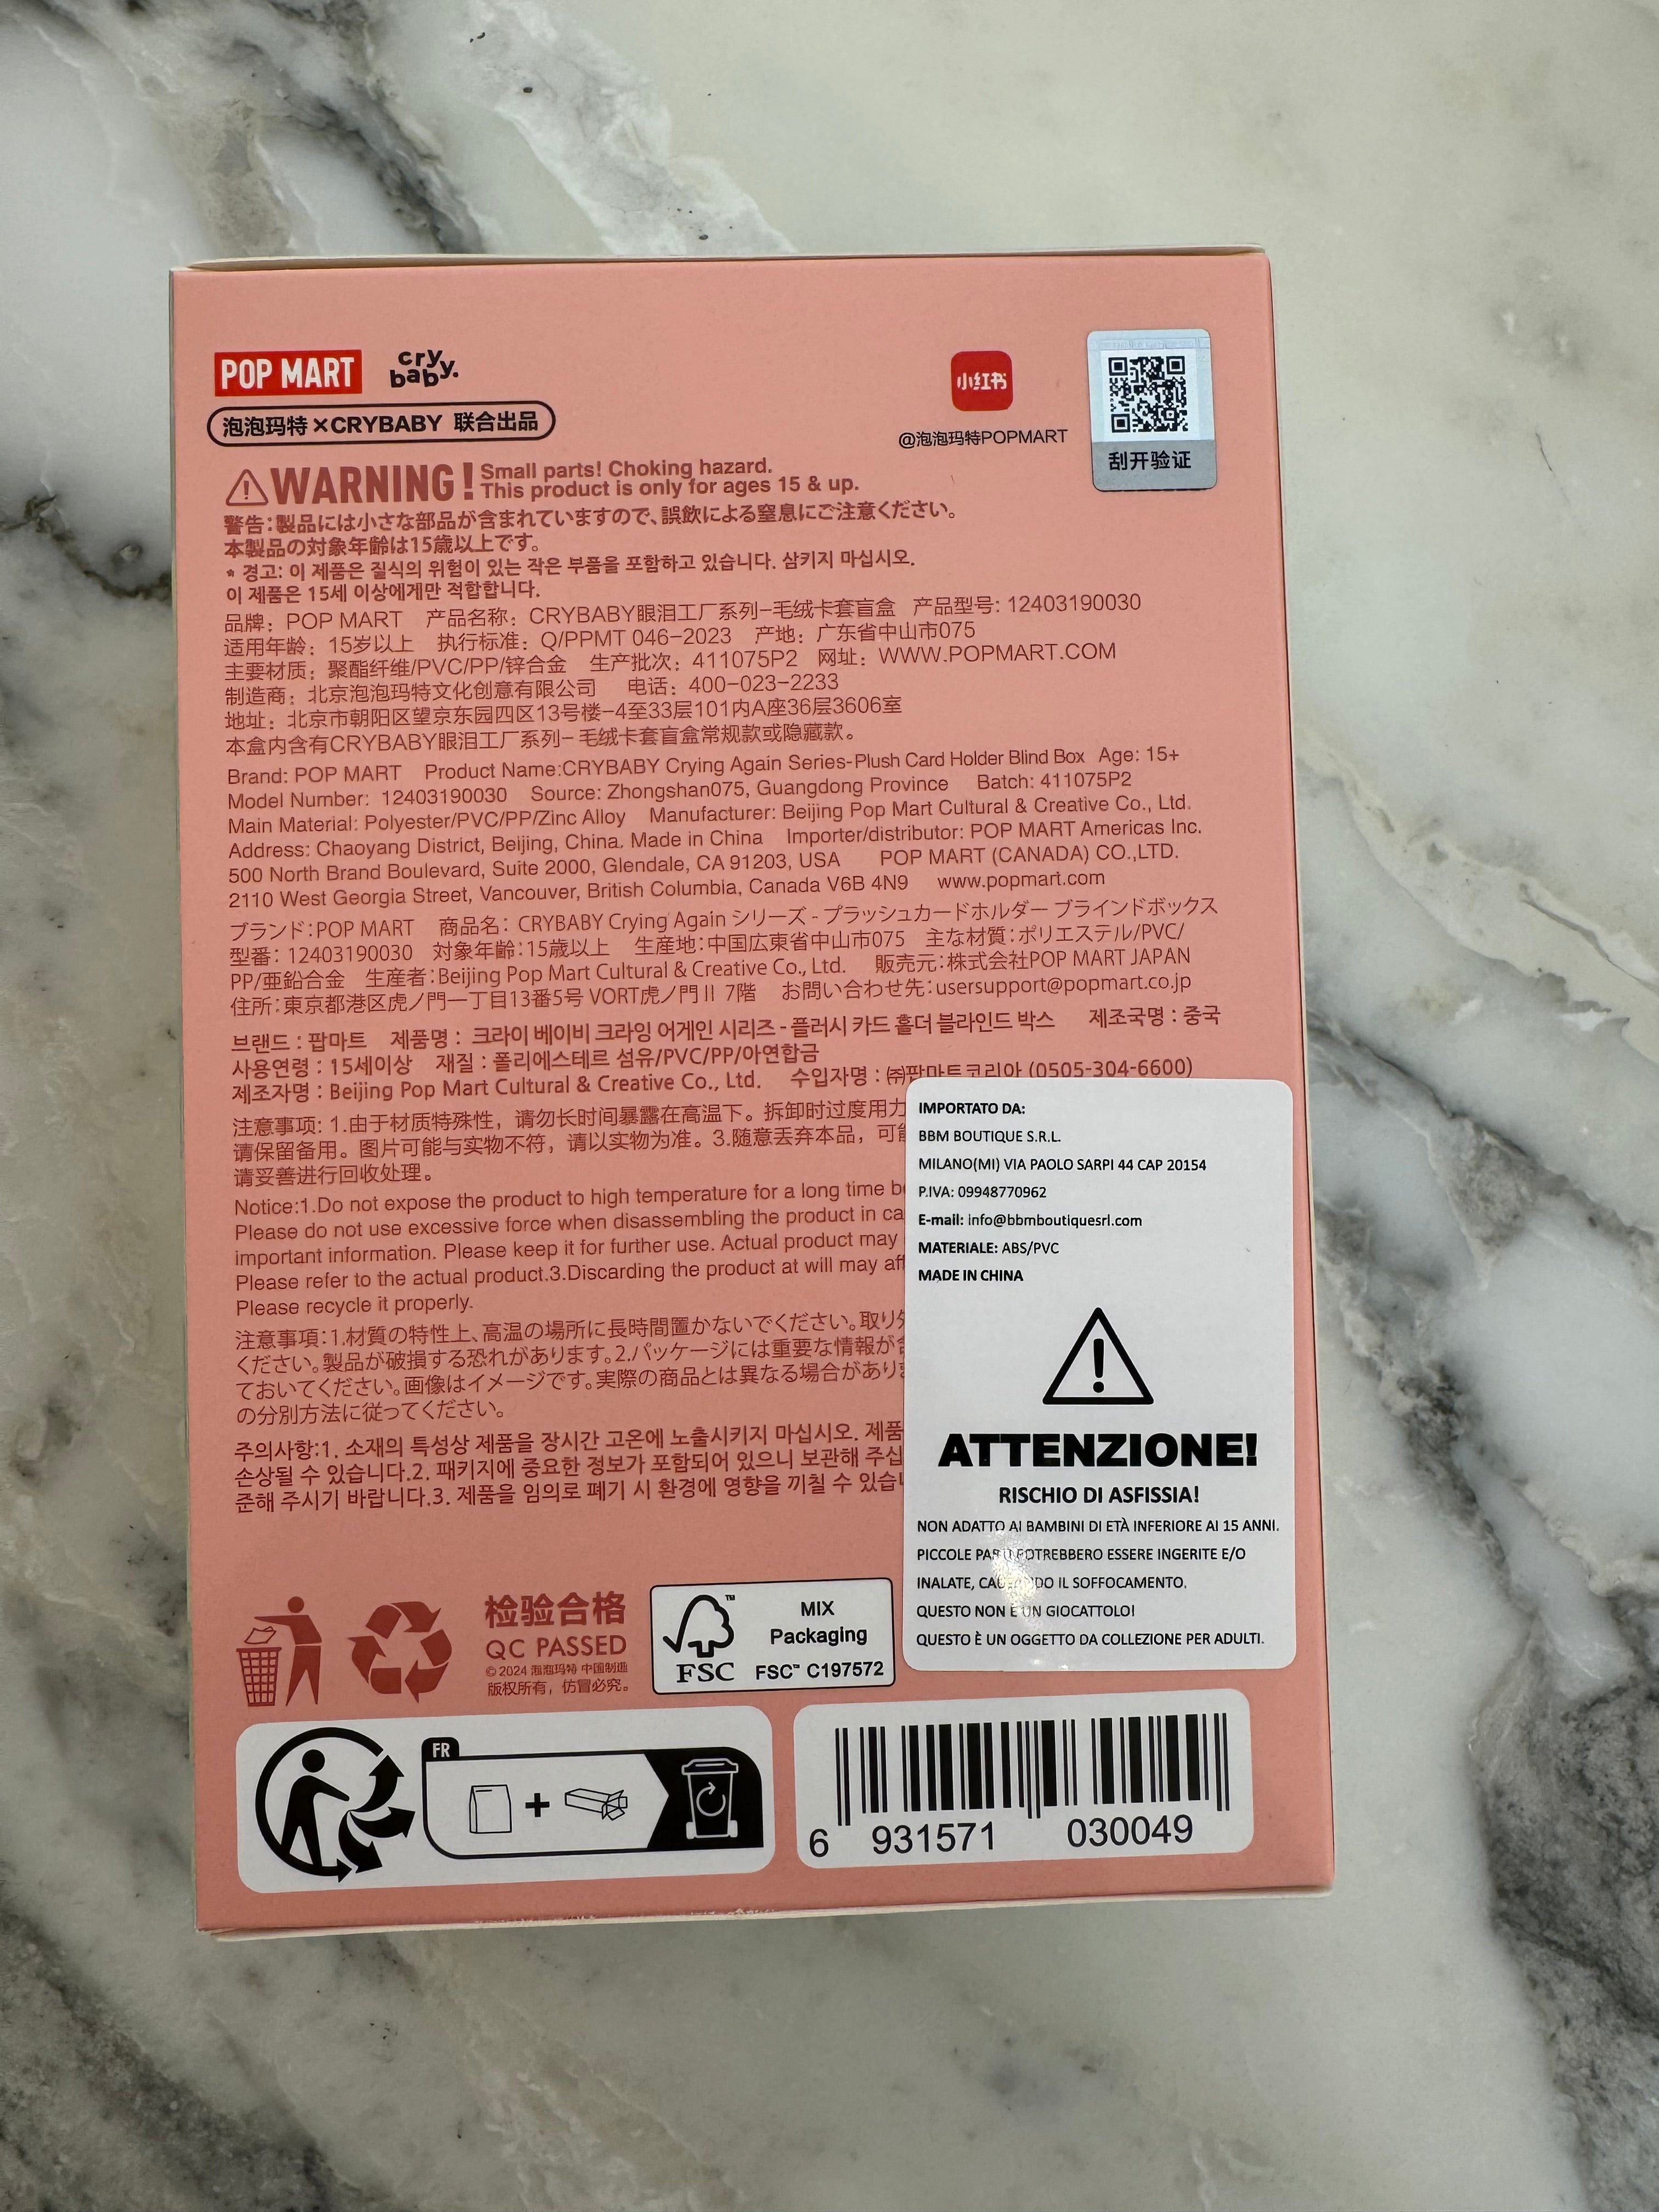 POP MART
cry baby.
泡泡玛特×CRYBABY 联合出品
小红书
@泡泡玛特POPMART
刮开验证
WARNING! Small parts! Choking hazard.
This product is only for ages 15 & up.
警告:製品には小さな部品が含まれていますので、誤飲による窒息にご注意ください。
本製品の対象年齢は15歳以上です。
* 경고: 이 제품은 질식의 위험이 있는 작은 부품을 포함하고 있습니다. 삼키지 마십시오.
이 제품은 15세 이상에게만 적합합니다.
品牌：POP MART 产品名称：CRYBABY眼泪工厂系列-毛绒卡套盲盒 产品型号: 12403190030
适用年龄：15岁以上 执行标准：Q/PPMT 046-2023 产地：广东省中山市075
主要材质：聚酯纤维/PVC/PP/锌合金 生产批次：411075P2 网址：WWW.POPMART.COM
制造商：北京泡泡玛特文化创意有限公司 电话：400-023-2233
地址：北京市朝阳区望京东园四区13号楼-4至33层101内A座36层3606室
本盒内含有CRYBABY眼泪工厂系列-毛绒卡套盲盒常规款或隐藏款。
Brand: POP MART Product Name:CRYBABY Crying Again Series-Plush Card Holder Blind Box Age: 15+
Model Number: 12403190030 Source: Zhongshan075, Guangdong Province Batch: 411075P2
Main Material: Polyester/PVC/PP/Zinc Alloy Manufacturer: Beijing Pop Mart Cultural & Creative Co., Ltd.
Address: Chaoyang District, Beijing, China. Made in China Importer/distributor: POP MART Americas Inc.
500 North Brand Boulevard, Suite 2000, Glendale, CA 91203, USA POP MART (CANADA) CO.,LTD.
2110 West Georgia Street, Vancouver, British Columbia, Canada V6B 4N9 www.popmart.com
ブランド:POP MART 商品名: CRYBABY Crying Again シリーズ - プラッシュカードホルダー ブラインドボックス
型番: 12403190030 対象年齢:15歳以上 生産地:中国広東省中山市075 主な材質:ポリエステル/PVC/
PP/亜鉛合金 生産者:Beijing Pop Mart Cultural & Creative Co., Ltd. 販売元:株式会社POP MART JAPAN
住所:東京都港区虎ノ門一丁目13番5号 VORT虎ノ門Ⅱ 7階 お問い合わせ先:usersupport@popmart.co.jp
브랜드 : 팝마트 제품명 : 크라이 베이비 크라잉 어게인 시리즈 - 플러시 카드 홀더 블라인드 박스 제조국명 : 중국
사용연령 : 15세이상 재질 : 폴리에스테르 섬유/PVC/PP/아연합금
제조자명 : Beijing Pop Mart Cultural & Creative Co., Ltd. 수입자명 : ㈜팝마트코리아 (0505-304-6600)
注意事项: 1.由于材质特殊性，请勿长时间暴露在高温下。拆卸时过度用力
请保留备用。图片可能与实物不符，请以实物为准。3.随意丢弃本品，可能
请妥善进行回收处理。
Notice:1.Do not expose the product to high temperature for a long time
Please do not use excessive force when disassembling the product in
important information. Please keep it for further use. Actual product may
Please refer to the actual product.3.Discarding the product at will may
Please recycle it properly.
注意事項:1.材質の特性上、高温の場所に長時間置かないでください。取り
ください。製品が破損する恐れがあります。2.パッケージには重要な情報が
ておいてください。画像はイメージです。実際の商品とは異なる場合があり
の分別方法に従ってください。
주의사항:1. 소재의 특성상 제품을 장시간 고온에 노출시키지 마십시오. 제품
손상될 수 있습니다.2. 패키지에 중요한 정보가 포함되어 있으니 보관해 주십
준해 주시기 바랍니다.3. 제품을 임의로 폐기 시 환경에 영향을 끼칠 수 있습
IMPORTATO DA:
BBM BOUTIQUE S.R.L.
MILANO(MI) VIA PAOLO SARPI 44 CAP 20154
P.IVA: 09948770962
E-mail: info@bbmboutiquesrl.com
MATERIALE: ABS/PVC
MADE IN CHINA
ATTENZIONE!
RISCHIO DI ASFISSIA!
NON ADATTO AI BAMBINI DI ETÀ INFERIORE AI 15 ANNI.
PICCOLE PARTI POTREBBERO ESSERE INGERITE E/O
INALATE, CAUSANDO IL SOFFOCAMENTO.
QUESTO NON È UN GIOCATTOLO!
QUESTO È UN OGGETTO DA COLLEZIONE PER ADULTI.
检验合格
QC PASSED
©2024 泡泡玛特 中国制造
版权所有，仿冒必究。
FSC™
MIX
Packaging
FSC™ C197572
FR
6 931571 030049